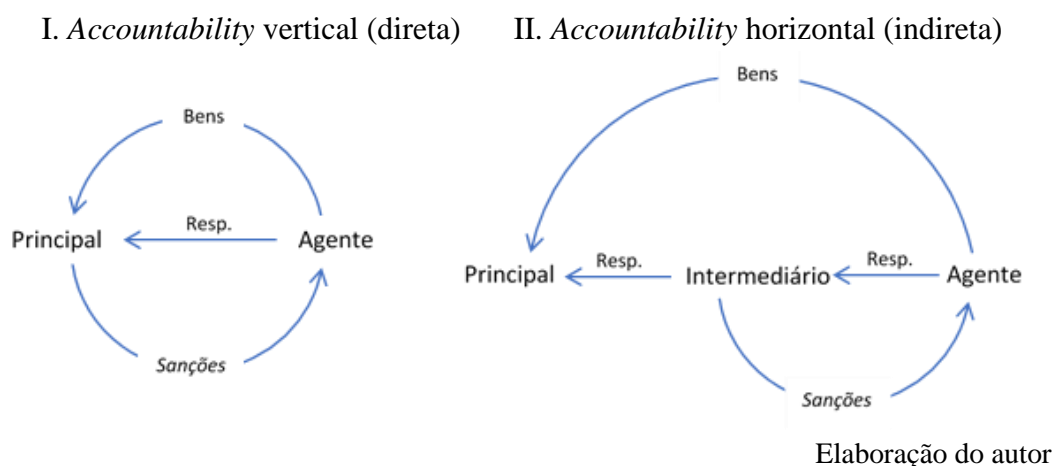 I. Accountability vertical (direta)
II. Accountability horizontal (indireta)
Bens
Resp.
Principal
Agente
Sanções
Bens
Resp.
Resp.
Principal
Intermediário
Agente
Sanções
Elaboração do autor